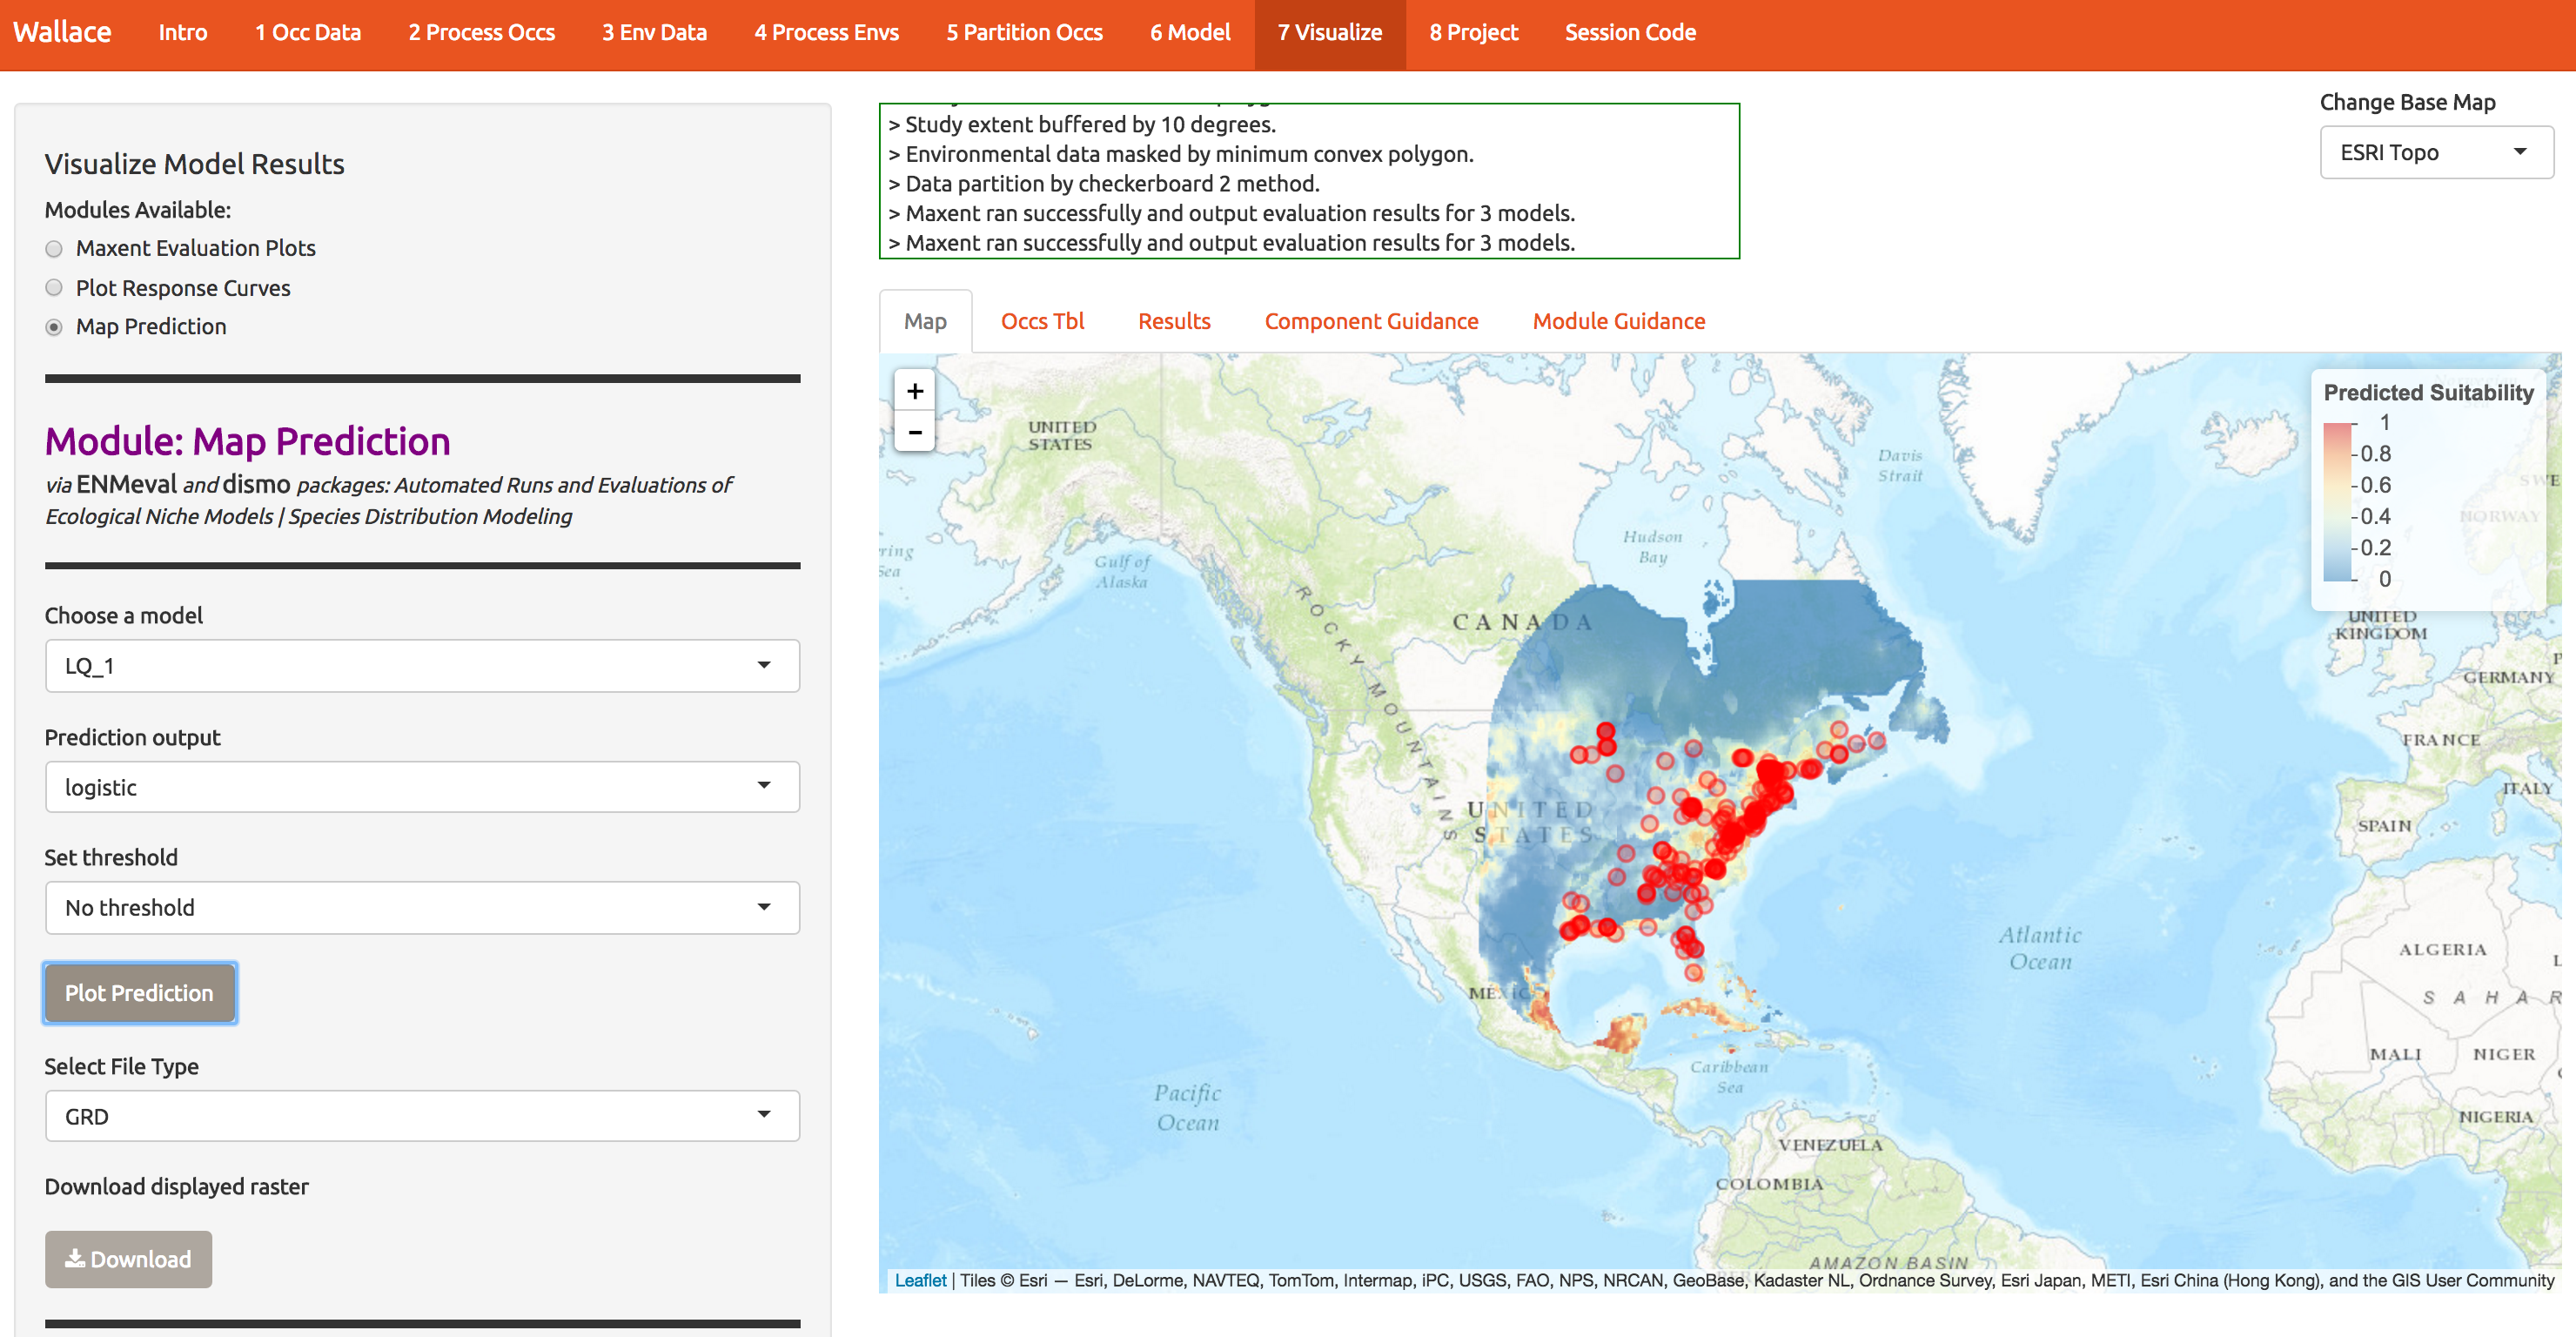 Wallace Intro 1 Occ Data 2 Process Occs 3 Env Data 4 Process Envs 5 Partition Occs 6 Model 7 Visualize 8 Project Session Code
Visualize Model Results
Modules Available:
Maxent Evaluation Plots
Plot Response Curves
Map Prediction
Module: Map Prediction
via ENMeval and dismo packages: Automated Runs and Evaluations of
Ecological Niche Models | Species Distribution Modeling
Choose a model
LQ_1
Prediction output
logistic
Set threshold
No threshold
Plot Prediction
Select File Type
GRD
Download displayed raster
Download
> Study extent buffered by 10 degrees.
> Environmental data masked by minimum convex polygon.
> Data partition by checkerboard 2 method.
> Maxent ran successfully and output evaluation results for 3 models.
> Maxent ran successfully and output evaluation results for 3 models.
Change Base Map
ESRI Topo
Map Occs Tbl Results Component Guidance Module Guidance
+
−
Predicted Suitability
1
0.8
0.6
0.4
0.2
0
UNITED
STATES
Davis
Strait
NORWAY
Hudson
Bay
Gulf of
Alaska
ring
Sea
CANADA
ROCKY MOUNTAINS
UNITED
KINGDOM
GERMANY
FRANCE
ITALY
SPAIN
UNITED
STATES
Atlantic
Ocean
ALGERIA
SAHAR
MÉXIC
MALI
NIGER
Caribbean
Sea
Pacific
Ocean
NIGERIA
VENEZUELA
COLOMBIA
AMAZON BASIN
Leaflet | Tiles © Esri — Esri, DeLorme, NAVTEQ, TomTom, Intermap, iPC, USGS, FAO, NPS, NRCAN, GeoBase, Kadaster NL, Ordnance Survey, Esri Japan, METI, Esri China (Hong Kong), and the GIS User Community